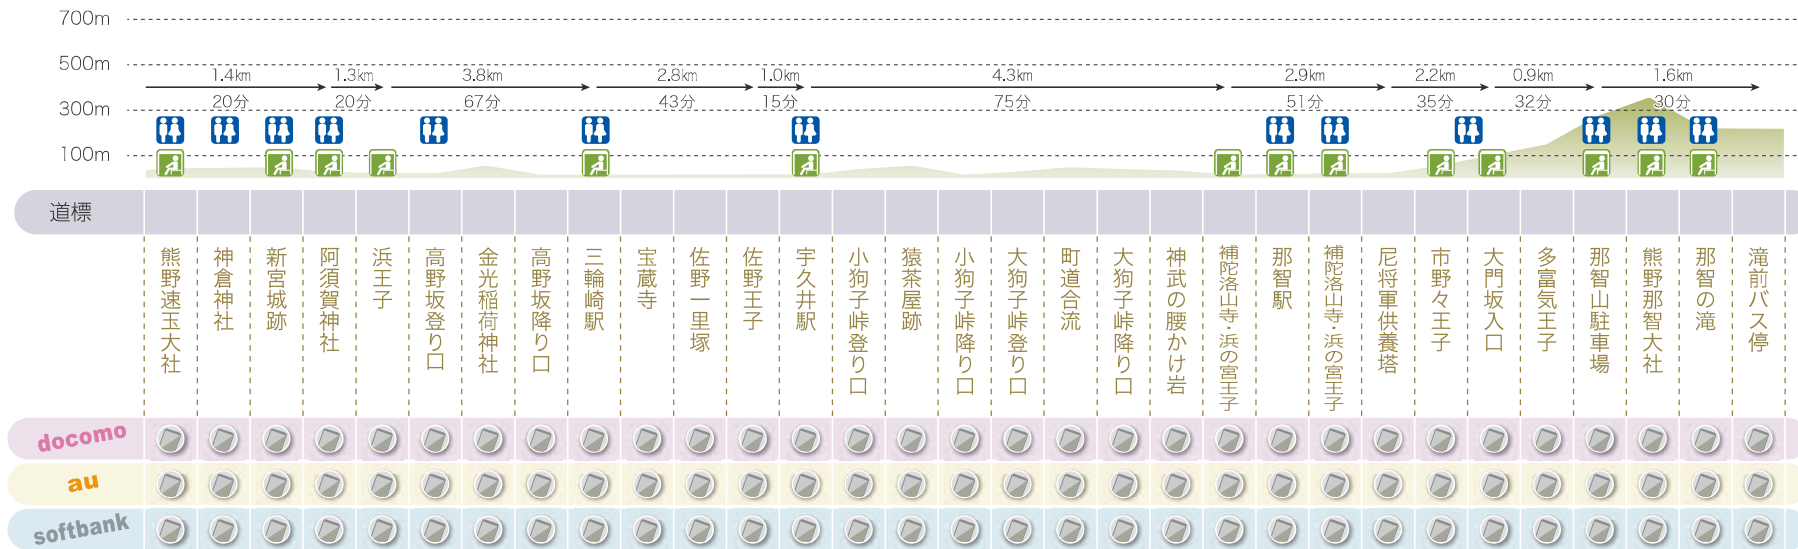 700m
500m
1.4km 1.3km 3.8km 2.8km 1.0km 4.3km 2.9km 2.2km 0.9km 1.6km
20分 20分 67分 43分 15分 75分 51分 35分 32分 30分
300m
100m
道標
熊野速玉大社
神倉神社
新宮城跡
阿須賀神社
浜王子
高野坂登り口
金光稲荷神社
高野坂降り口
三輪崎駅
宝蔵寺
佐野一里塚
佐野王子
宇久井駅
小狗子峠登り口
猿茶屋跡
小狗子峠降り口
大狗子峠登り口
町道合流
大狗子峠降り口
神武の腰かけ岩
補陀洛山寺・浜の宮王子
那智駅
補陀洛山寺・浜の宮王子
尼将軍供養塔
市野々王子
大門坂入口
多富気王子
那智山駐車場
熊野那智大社
那智の滝
滝前バス停
docomo
au
softbank